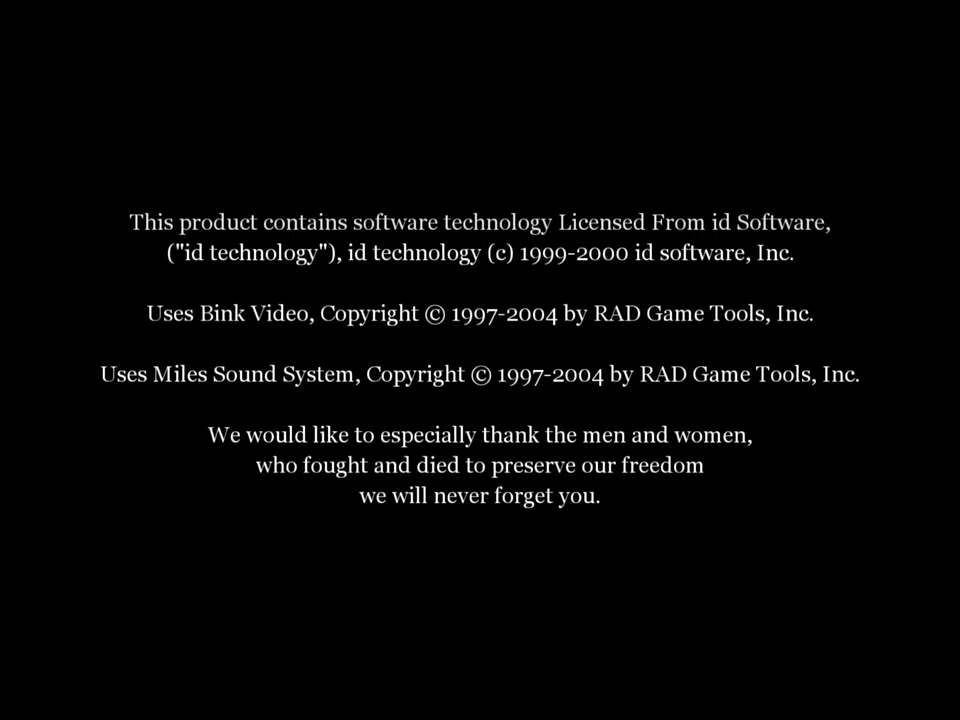 This product contains software technology Licensed From id Software,
("id technology"), id technology (c) 1999-2000 id software, Inc.
Uses Bink Video, Copyright © 1997-2004 by RAD Game Tools, Inc.
Uses Miles Sound System, Copyright © 1997-2004 by RAD Game Tools, Inc.
We would like to especially thank the men and women,
who fought and died to preserve our freedom
we will never forget you.